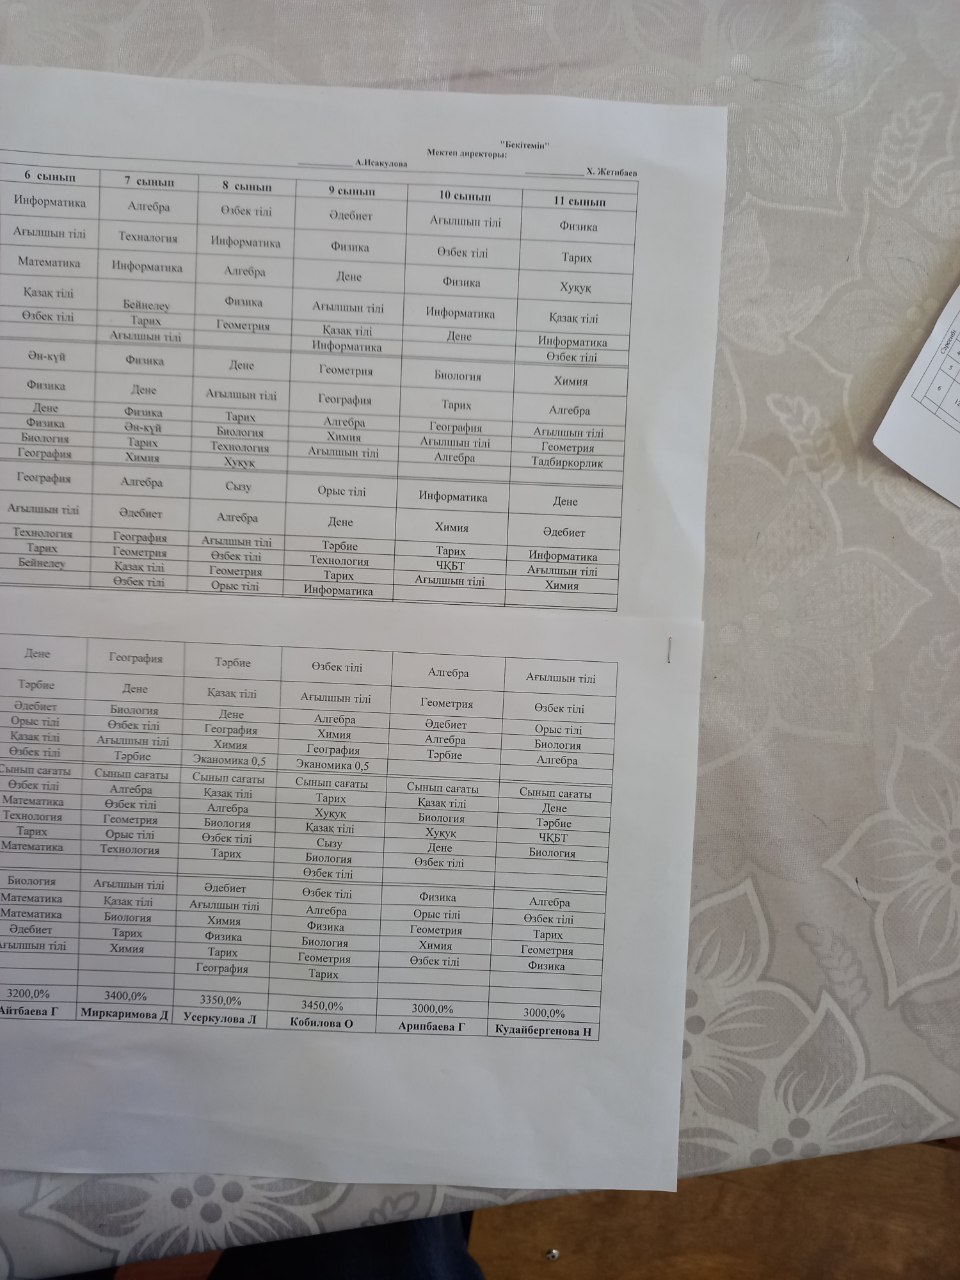 "Бекітемін"
Мектеп директоры:
А.Исакулова Х. Жетибаев
6 сынып 7 сынып 8 сынып 9 сынып 10 сынып 11 сынып
Информатика Алгебра Өзбек тілі Әдебиет Ағылшын тілі Физика
Ағылшын тілі Техналогия Информатика Физика Өзбек тілі Тарих
Математика Информатика Алгебра Дене Физика Хуқуқ
Қазақ тілі Бейнелеу Физика Ағылшын тілі Информатика Қазақ тілі
Өзбек тілі Тарих Геометрия Қазақ тілі Дене Информатика
Ағылшын тілі Информатика Өзбек тілі
Ән-күй Физика Дене Геометрия Биология Химия
Физика Дене Ағылшын тілі География Тарих Алгебра
Дене Физика Тарих Алгебра География Ағылшын тілі
Физика Ән-күй Биология Химия Ағылшын тілі Геометрия
Биология Тарих Технология Ағылшын тілі Алгебра Тадбиркорлик
География Химия Хуқуқ
География Алгебра Сызу Орыс тілі Информатика Дене
Ағылшын тілі Әдебиет Алгебра Дене Химия Әдебиет
Технология География Ағылшын тілі Тәрбие Тарих Информатика
Тарих Геометрия Өзбек тілі Технология ЧҚБТ Ағылшын тілі
Бейнелеу Қазақ тілі Геометрия Тарих Ағылшын тілі Химия
Өзбек тілі Орыс тілі Информатика
Дене География Тәрбие Өзбек тілі Алгебра Ағылшын тілі
Тәрбие Дене Қазақ тілі Ағылшын тілі Геометрия Өзбек тілі
Әдебиет Биология Дене Алгебра Әдебиет Орыс тілі
Орыс тілі Өзбек тілі География Химия Алгебра Биология
Қазақ тілі Ағылшын тілі Химия География Тәрбие Алгебра
Өзбек тілі Тәрбие Эканомика 0,5 Эканомика 0,5
Сынып сағаты Сынып сағаты Сынып сағаты Сынып сағаты Сынып сағаты Сынып сағаты
Өзбек тілі Алгебра Қазақ тілі Тарих Қазақ тілі Дене
Математика Өзбек тілі Алгебра Хуқуқ Биология Тәрбие
Технология Геометрия Биология Қазақ тілі Хуқуқ ЧҚБТ
Тарих Орыс тілі Өзбек тілі Сызу Дене Биология
Математика Технология Тарих Биология Өзбек тілі
Өзбек тілі
Биология Ағылшын тілі Әдебиет Өзбек тілі Физика Алгебра
Математика Қазақ тілі Ағылшын тілі Алгебра Орыс тілі Өзбек тілі
Математика Биология Химия Физика Геометрия Тарих
Әдебиет Тарих Физика Биология Химия Геометрия
Ағылшын тілі Химия Тарих Геометрия Өзбек тілі Физика
География Тарих
3200,0% 3400,0% 3350,0% 3450,0% 3000,0% 3000,0%
Айтбаева Г Миркаримова Д Усеркулова Л Кобилова О Арипбаева Г Кудайбергенова Н